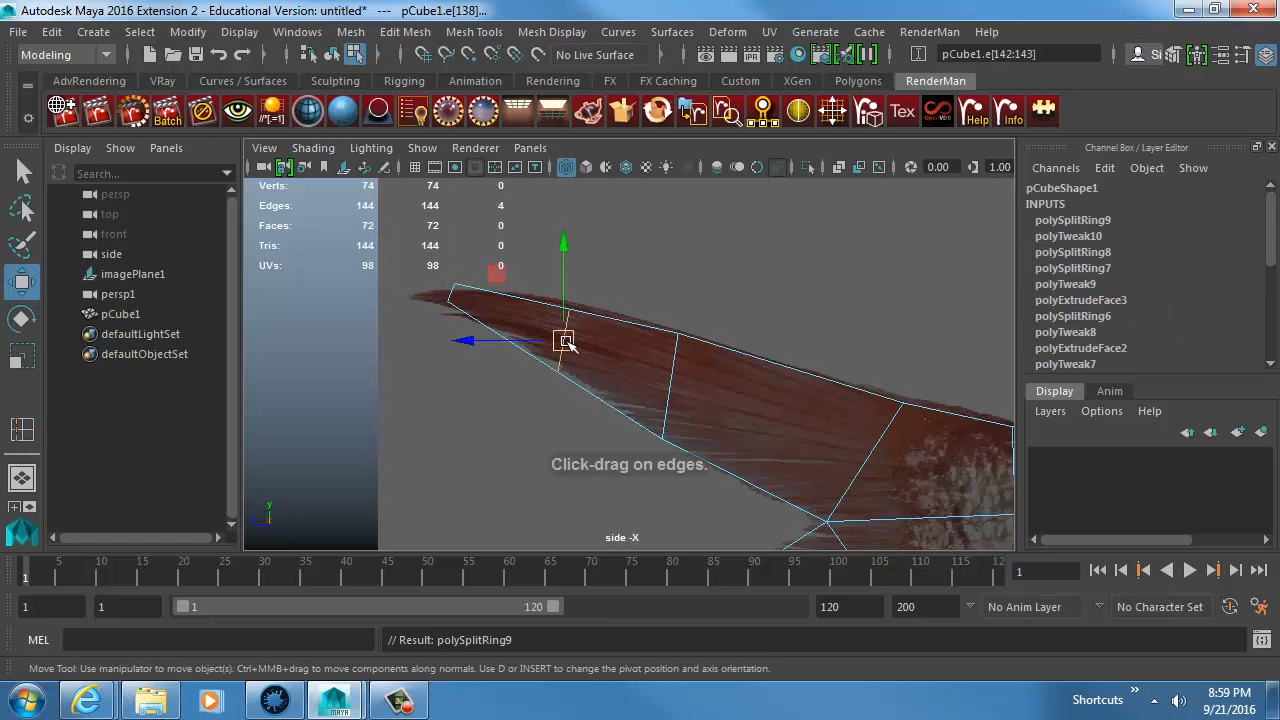 Autodesk Maya 2016 Extension 2 - Educational Version: untitled* --- pCube1.e[138]...
File Edit Create Select Modify Display Windows Mesh Edit Mesh Mesh Tools Mesh Display Curves Surfaces Deform UV Generate Cache RenderMan Help
Modeling No Live Surface pCube1.e[142:143] Si
AdvRendering VRay Curves / Surfaces Sculpting Rigging Animation Rendering FX FX Caching Custom XGen Polygons RenderMan
Batch //*[=!] Tex OpenVDB Help Info
Display Show Panels View Shading Lighting Show Renderer Panels Channel Box / Layer Editor
Search... 0.00 1.00 Channels Edit Object Show
persp
top
front
side
imagePlane1
persp1
pCube1
defaultLightSet
defaultObjectSet
Verts: 74 74 0
Edges: 144 144 4
Faces: 72 72 0
Tris: 144 144 0
UVs: 98 98 0
Click-drag on edges.
side -X
y
pCubeShape1
INPUTS
polySplitRing9
polyTweak10
polySplitRing8
polySplitRing7
polyTweak9
polyExtrudeFace3
polySplitRing6
polyTweak8
polyExtrudeFace2
polyTweak7
Display Anim
Layers Options Help
1 5 10 15 20 25 30 35 40 45 50 55 60 65 70 75 80 85 90 95 100 105 110 115 12 1
1 1 1 120 120 200 No Anim Layer No Character Set
MEL // Result: polySplitRing9
Move Tool: Use manipulator to move object(s). Ctrl+MMB+drag to move components along normals. Use D or INSERT to change the pivot position and axis orientation.
MAYA Shortcuts 8:59 PM
9/21/2016